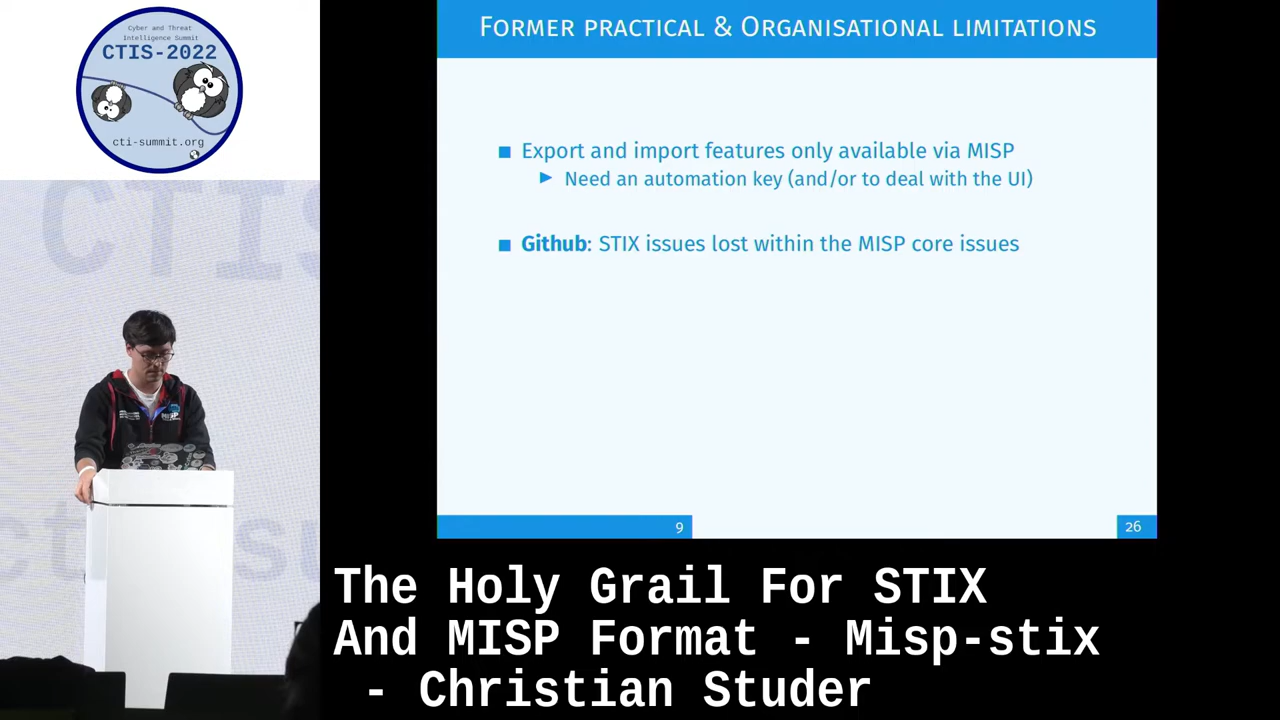 Cyber and Threat
Intelligence Summit
CTIS-2022
cti-summit.org
FORMER PRACTICAL & ORGANISATIONAL LIMITATIONS
Export and import features only available via MISP
Need an automation key (and/or to deal with the UI)
Github: STIX issues lost within the MISP core issues
9
26
CTIS
MISP
The Holy Grail For STIX
And MISP Format - Misp-stix
- Christian Studer